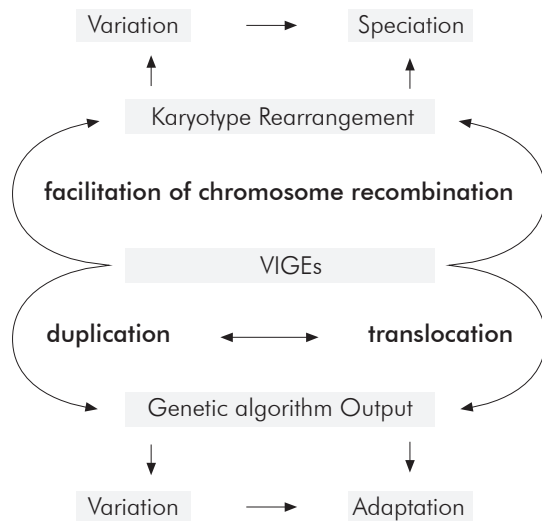 Variation Speciation
Karyotype Rearrangement
facilitation of chromosome recombination
VIGEs
duplication translocation
Genetic algorithm Output
Variation Adaptation